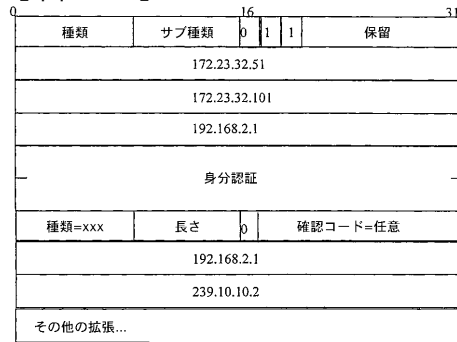 0 16 31
種類 サブ種類 0 1 1 保留
172.23.32.51
172.23.32.101
192.168.2.1
身分認証
種類=xxx 長さ 0 確認コード=任意
192.168.2.1
239.10.10.2
その他の拡張...